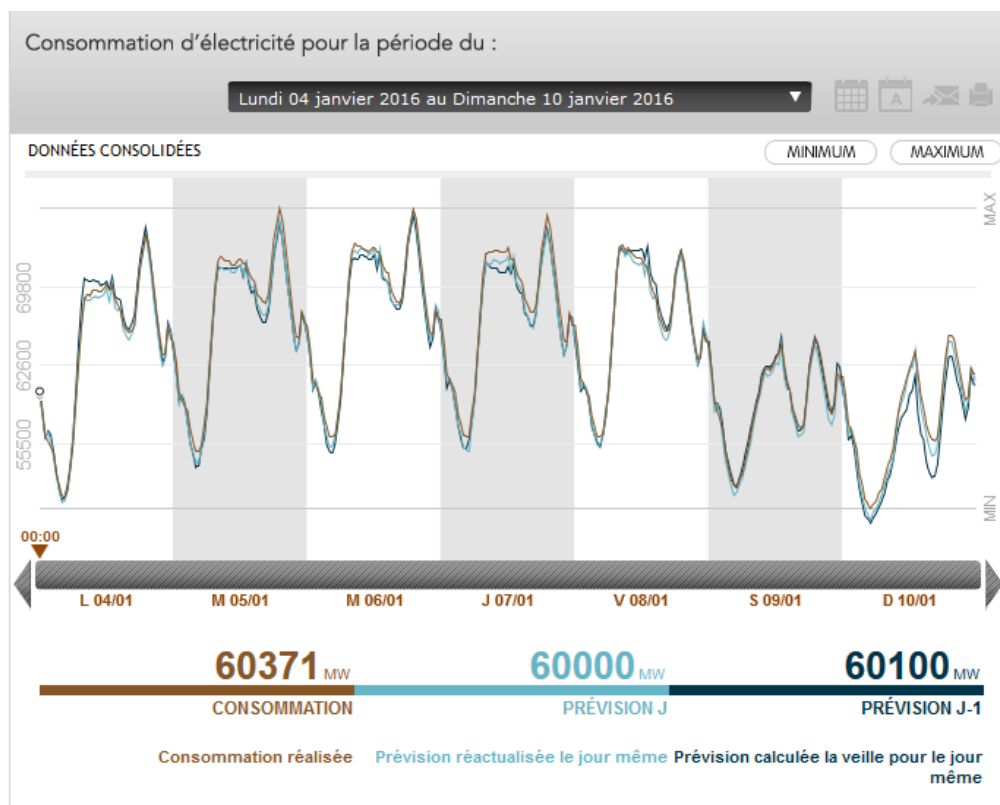 Consommation d'électricité pour la période du :
Lundi 04 janvier 2016 au Dimanche 10 janvier 2016
A
DONNÉES CONSOLIDÉES
MINIMUM
MAXIMUM
MAX
69800
62600
55500
MIN
00:00
L 04/01
M 05/01
M 06/01
J 07/01
V 08/01
S 09/01
D 10/01
60371 MW
60000 MW
60100 MW
CONSOMMATION
PRÉVISION J
PRÉVISION J-1
Consommation réalisée
Prévision réactualisée le jour même
Prévision calculée la veille pour le jour
même